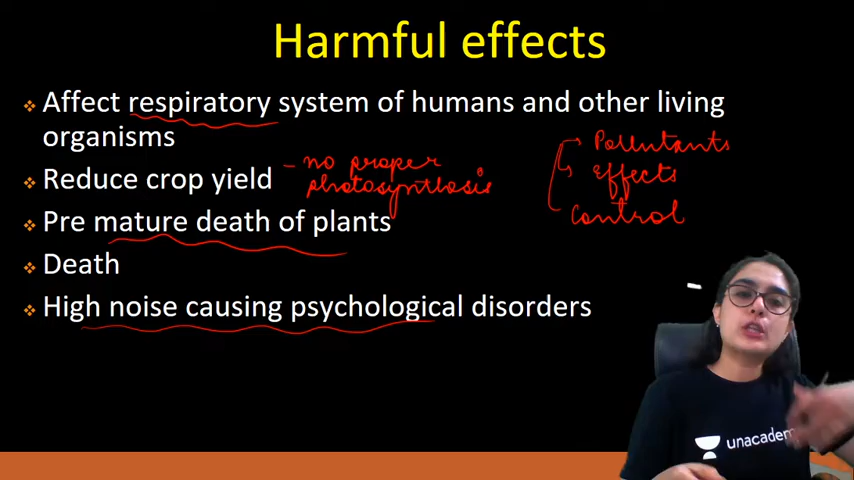 Harmful effects
❖ Affect respiratory system of humans and other living
organisms
❖ Reduce crop yield
- no proper
photosynthosis
❖ Pre mature death of plants
❖ Death
❖ High noise causing psychological disorders
Pollutants
Effects
Control
unacadem